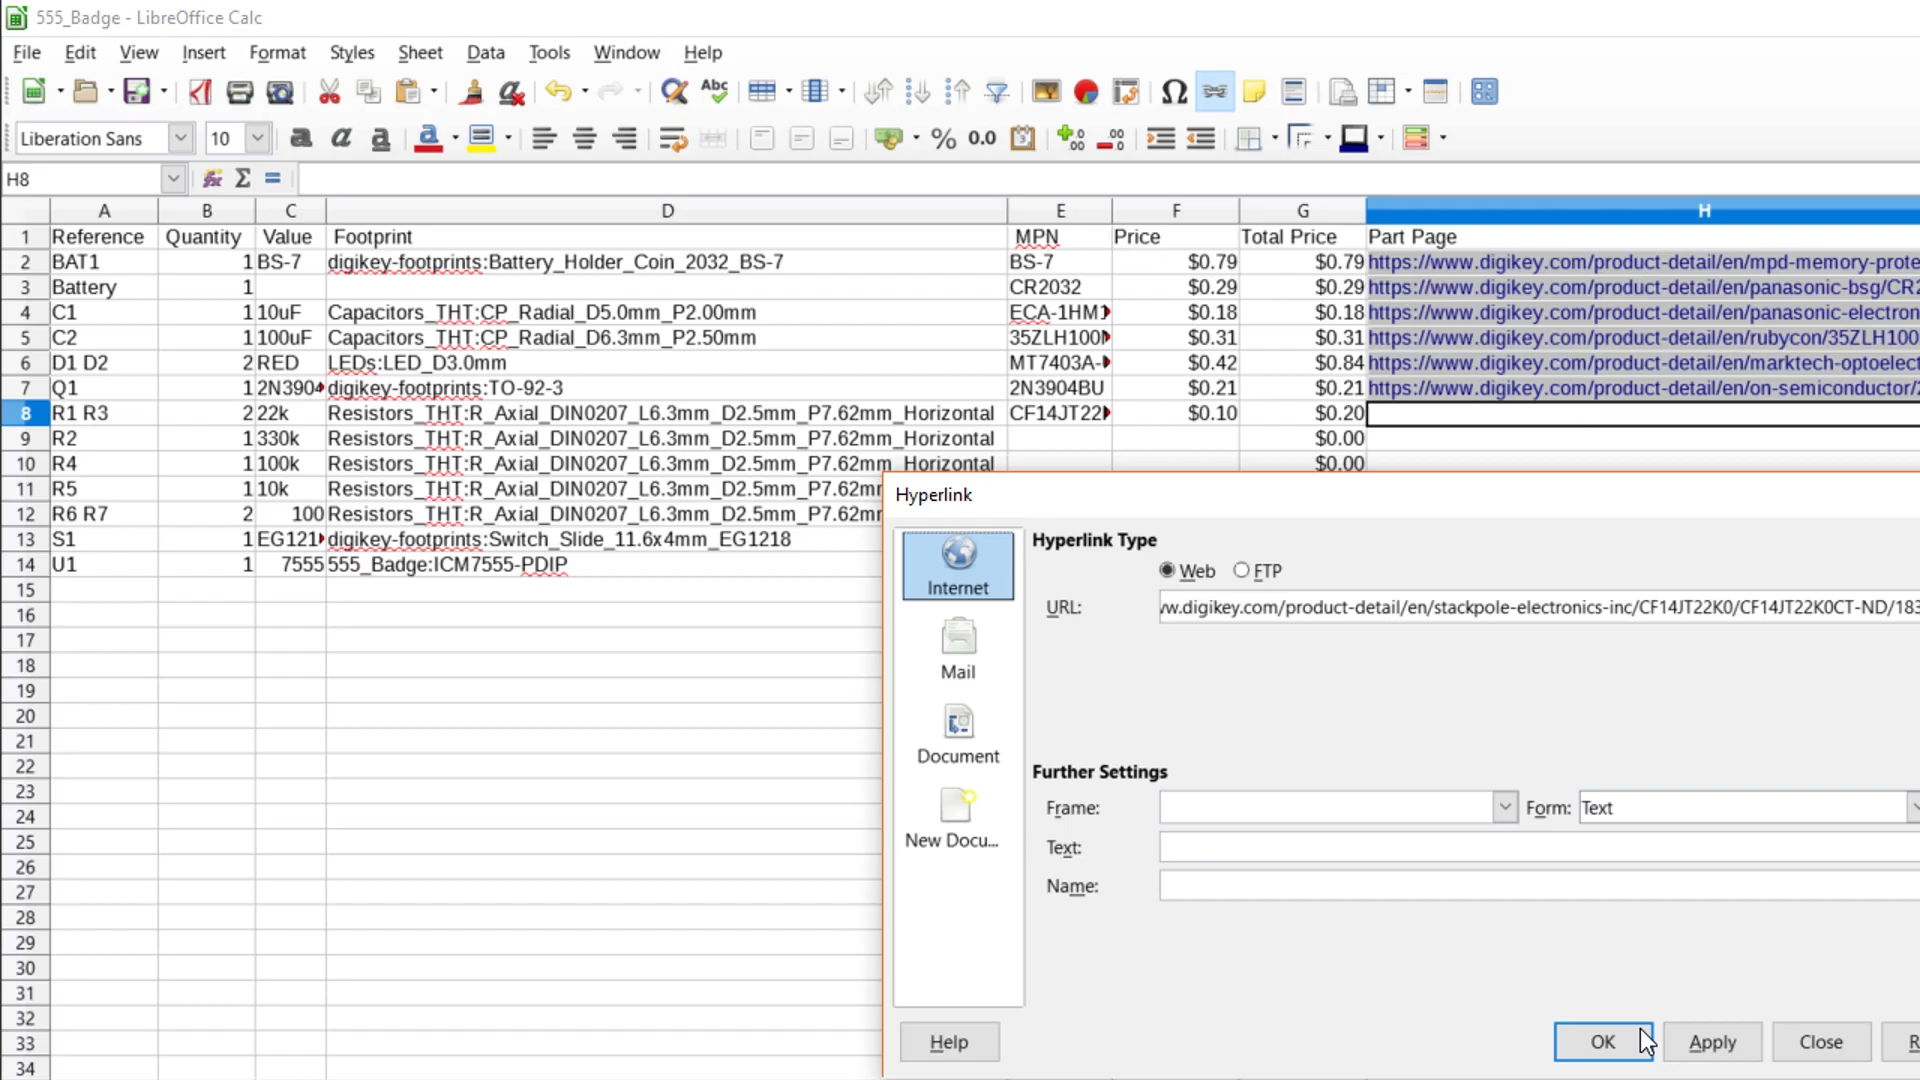 555_Badge - LibreOffice Calc
File Edit View Insert Format Styles Sheet Data Tools Window Help
Liberation Sans 10
H8
A B C D E F G H
1 Reference Quantity Value Footprint MPN Price Total Price Part Page
2 BAT1 1 BS-7 digikey-footprints:Battery_Holder_Coin_2032_BS-7 BS-7 $0.79 $0.79 https://www.digikey.com/product-detail/en/mpd-memory-prote
3 Battery 1 CR2032 $0.29 $0.29 https://www.digikey.com/product-detail/en/panasonic-bsg/CR2
4 C1 1 10uF Capacitors_THT:CP_Radial_D5.0mm_P2.00mm ECA-1HM1 $0.18 $0.18 https://www.digikey.com/product-detail/en/panasonic-electron
5 C2 1 100uF Capacitors_THT:CP_Radial_D6.3mm_P2.50mm 35ZLH100 $0.31 $0.31 https://www.digikey.com/product-detail/en/rubycon/35ZLH100
6 D1 D2 2 RED LEDs:LED_D3.0mm MT7403A- $0.42 $0.84 https://www.digikey.com/product-detail/en/marktech-optoelect
7 Q1 1 2N3904 digikey-footprints:TO-92-3 2N3904BU $0.21 $0.21 https://www.digikey.com/product-detail/en/on-semiconductor/2
8 R1 R3 2 22k Resistors_THT:R_Axial_DIN0207_L6.3mm_D2.5mm_P7.62mm_Horizontal CF14JT22 $0.10 $0.20
9 R2 1 330k Resistors_THT:R_Axial_DIN0207_L6.3mm_D2.5mm_P7.62mm_Horizontal $0.00
10 R4 1 100k Resistors_THT:R_Axial_DIN0207_L6.3mm_D2.5mm_P7.62mm_Horizontal $0.00
11 R5 1 10k Resistors_THT:R_Axial_DIN0207_L6.3mm_D2.5mm_P7.62mm
12 R6 R7 2 100 Resistors_THT:R_Axial_DIN0207_L6.3mm_D2.5mm_P7.62mm
13 S1 1 EG121 digikey-footprints:Switch_Slide_11.6x4mm_EG1218
14 U1 1 7555 555_Badge:ICM7555-PDIP
15
16
17
18
19
20
21
22
23
24
25
26
27
28
29
30
31
32
33
34
Hyperlink
Internet
Mail
Document
New Docu...
Hyperlink Type
Web FTP
URL: w.digikey.com/product-detail/en/stackpole-electronics-inc/CF14JT22K0/CF14JT22K0CT-ND/183
Further Settings
Frame: Form: Text
Text:
Name:
Help OK Apply Close R